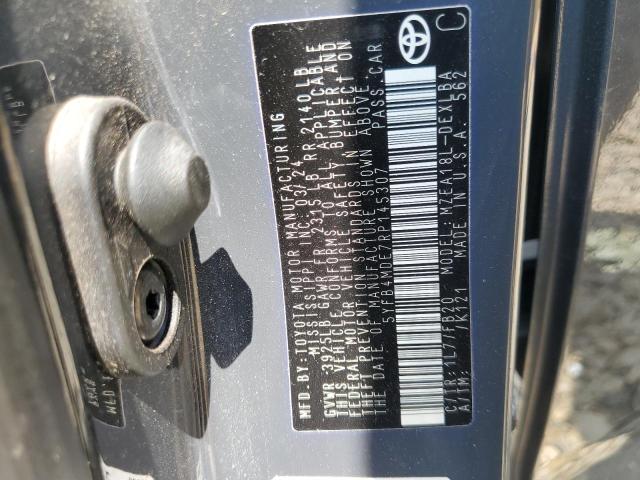 MFD.BY:TOYOTA MOTOR MANUFACTURING
MISSISSIPPI, INC. 03/24
GVWR 3925LB GAWR FR 2315 LB RR 2140LB
THIS VEHICLE CONFORMS TO ALL APPLICABLE
FEDERAL MOTOR VEHICLE SAFETY, BUMPER AND
THEFT PREVENTION STANDARDS IN EFFECT ON
THE DATE OF MANUFACTURE SHOWN ABOVE.
5YFB4MDE7RP145307 PASS. CAR
C/TR: 1L7/FB20 MODEL: MZEA18L-DEXLBA
A/TM: /K121 MADE IN U.S.A. 562
C